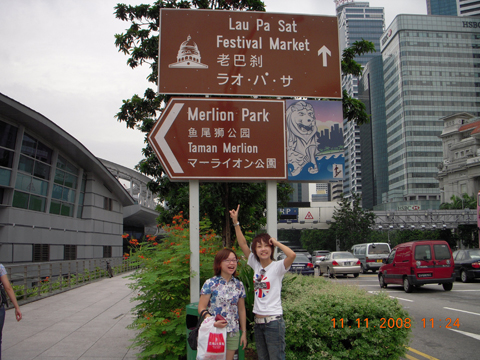 Lau Pa Sat
Festival Market
老巴刹
ラオ・パ・サ
Merlion Park
鱼尾狮公园
Taman Merlion
マーライオン公園
HSBC
11 11 2008 11:24